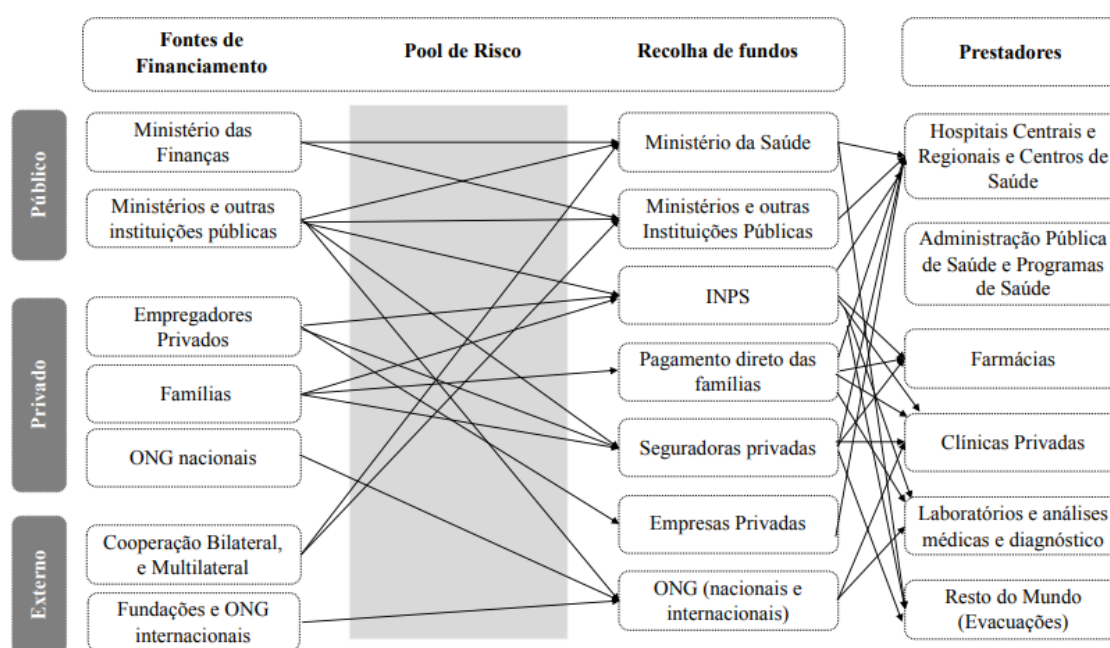 Fontes de
Financiamento
Pool de Risco
Recolha de fundos
Prestadores
Público
Ministério das
Finanças
Ministérios e outras
instituições públicas
Privado
Empregadores
Privados
Famílias
ONG nacionais
Externo
Cooperação Bilateral,
e Multilateral
Fundações e ONG
internacionais
Ministério da Saúde
Ministérios e outras
Instituições Públicas
INPS
Pagamento direto das
famílias
Seguradoras privadas
Empresas Privadas
ONG (nacionais e
internacionais)
Hospitais Centrais e
Regionais e Centros de
Saúde
Administração Pública
de Saúde e Programas
de Saúde
Farmácias
Clínicas Privadas
Laboratórios e análises
médicas e diagnóstico
Resto do Mundo
(Evacuações)